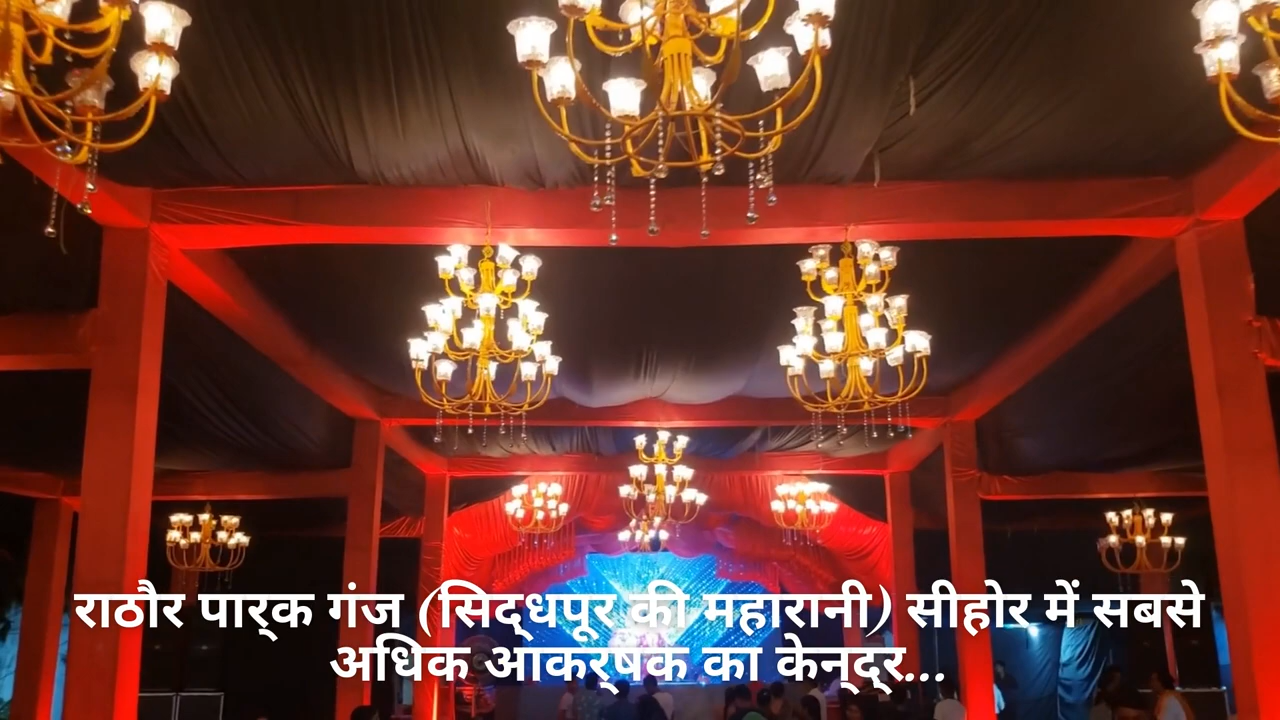 राठौर पार्‌क गंज (सिद्‌धपूर की महारानी) सीहोर में सबसे
अधिक आकर्‌षक का केन्‌द्‌र...